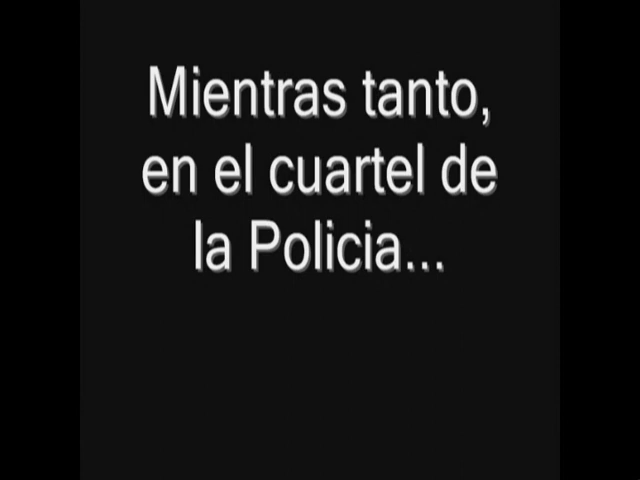 Mientras tanto,
en el cuartel de
la Policia...